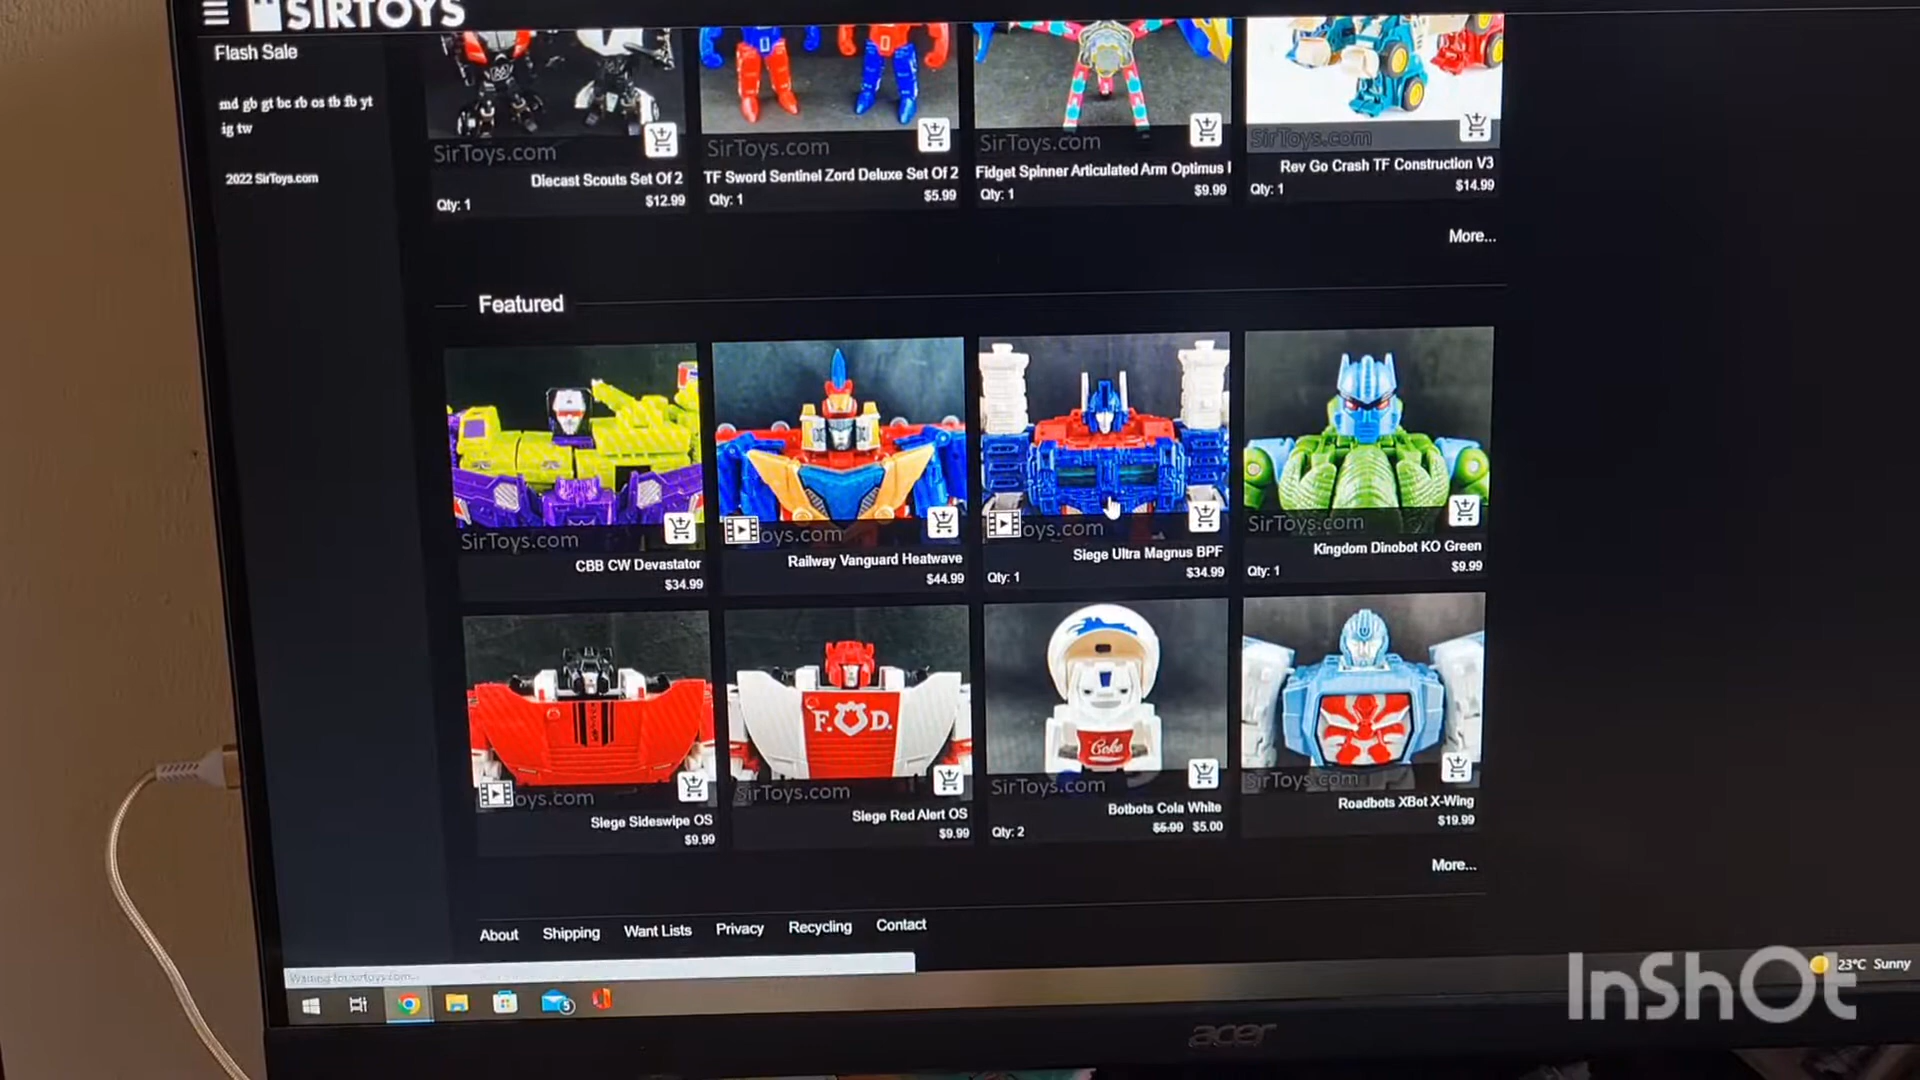 SIRTOYS
Flash Sale
md gb gt bc rb os tb fb yt
ig tw
2022 SirToys.com
SirToys.com
Diecast Scouts Set Of 2
Qty: 1
$12.99
SirToys.com
TF Sword Sentinel Zord Deluxe Set Of 2
Qty: 1
$5.99
SirToys.com
Fidget Spinner Articulated Arm Optimus
Qty: 1
$9.99
SirToys.com
Rev Go Crash TF Construction V3
Qty: 1
$14.99
More...
Featured
SirToys.com
CBB CW Devastator
$34.99
oys.com
Railway Vanguard Heatwave
$44.99
oys.com
Siege Ultra Magnus BPF
Qty: 1
$34.99
SirToys.com
Kingdom Dinobot KO Green
Qty: 1
$9.99
oys.com
Siege Sideswipe OS
$9.99
F. D.
SirToys.com
Siege Red Alert OS
$9.99
Coke
SirToys.com
Botbots Cola White
Qty: 2
$5.99 $5.00
SirToys.com
Roadbots XBot X-Wing
$19.99
More...
About Shipping Want Lists Privacy Recycling Contact
Waiting for sirtoys.com...
5
23°C Sunny
acer
InShOt